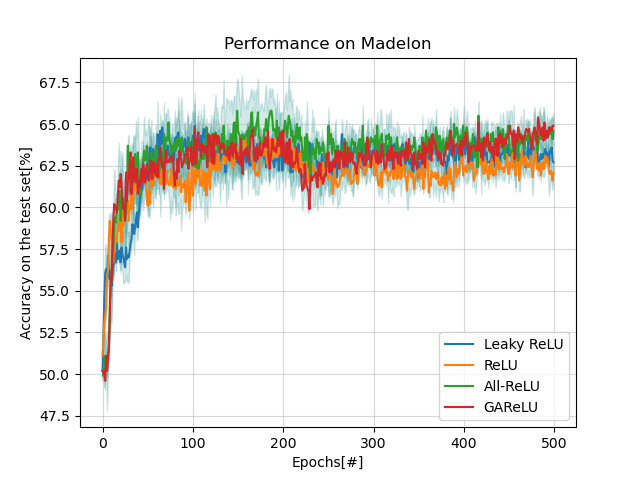 Performance on Madelon
Accuracy on the test set[%]
67.5
65.0
62.5
60.0
57.5
55.0
52.5
50.0
47.5
0 100 200 300 400 500
Epochs[#]
Leaky ReLU
ReLU
All-ReLU
GAReLU